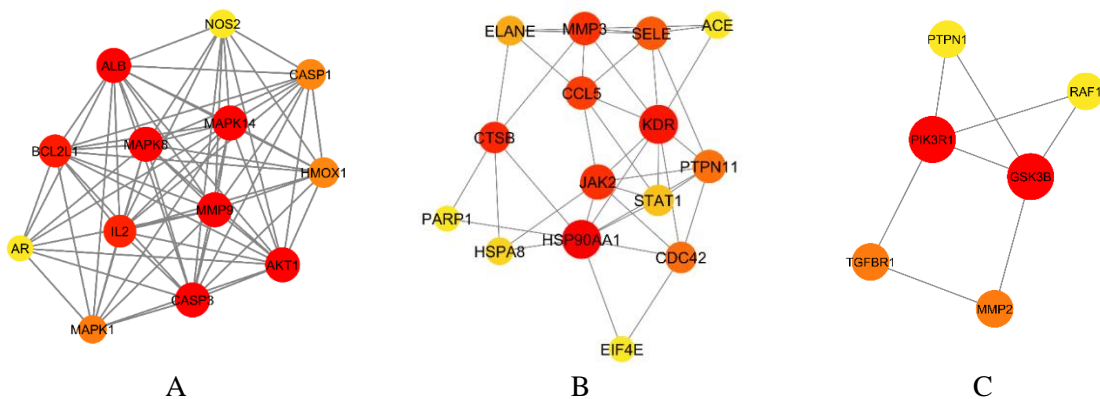 NOS2
ALB
CASP1
MAPK14
MAPK8
BCL2L1
HMOX1
MMP9
IL2
AR
AKT1
CASP3
MAPK1
A
ELANE
MMP3
SELE
ACE
CCL5
KDR
CTSB
PTPN11
JAK2
STAT1
PARP1
HSP90AA1
HSPA8
CDC42
EIF4E
B
PTPN1
RAF1
PIK3R1
GSK3B
TGFBR1
MMP2
C